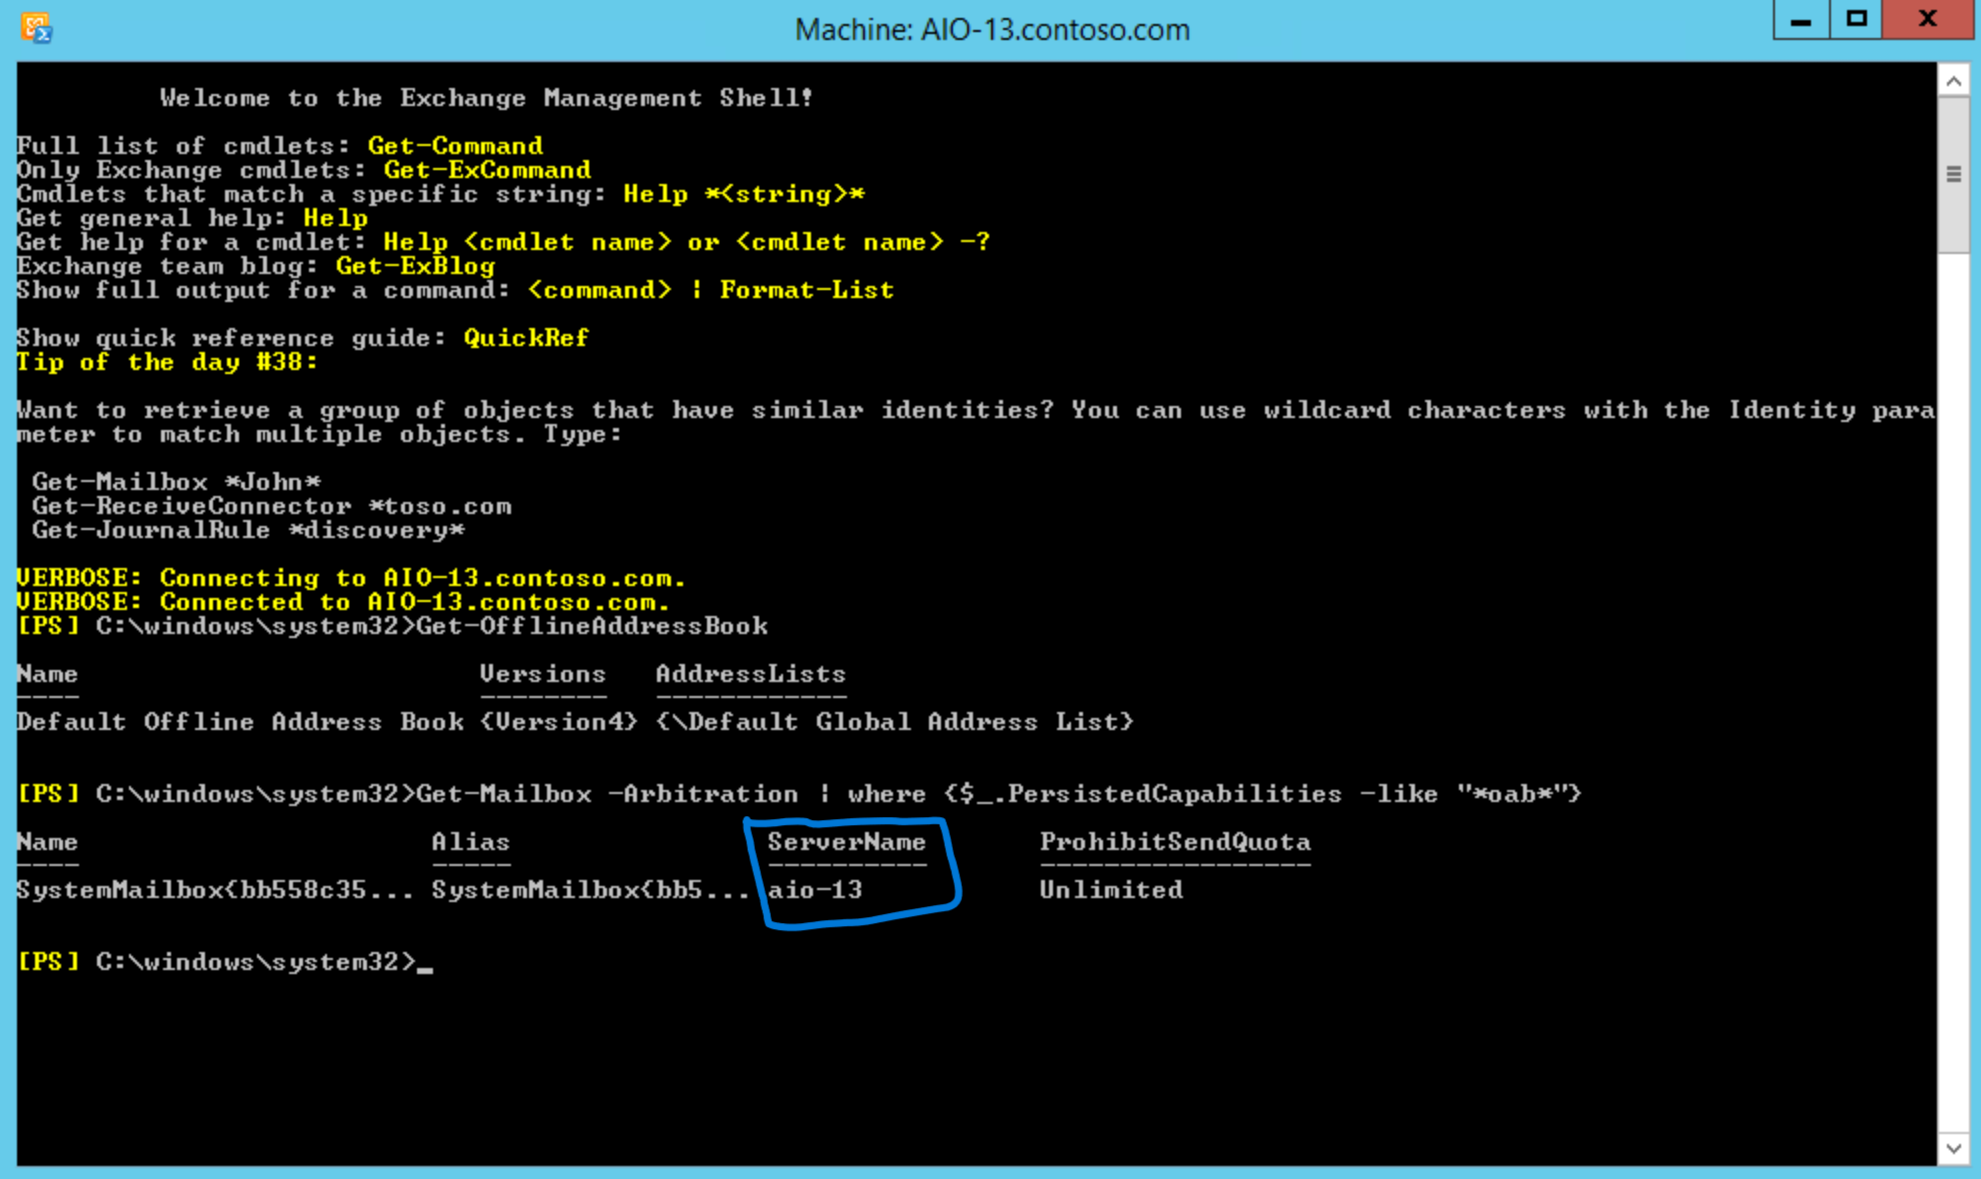 Machine: AIO-13.contoso.com
Welcome to the Exchange Management Shell!
Full list of cmdlets: Get-Command
Only Exchange cmdlets: Get-ExCommand
Cmdlets that match a specific string: Help *<string>*
Get general help: Help
Get help for a cmdlet: Help <cmdlet name> or <cmdlet name> -?
Exchange team blog: Get-ExBlog
Show full output for a command: <command> | Format-List
Show quick reference guide: QuickRef
Tip of the day #38:
Want to retrieve a group of objects that have similar identities? You can use wildcard characters with the Identity para
meter to match multiple objects. Type:
Get-Mailbox *John*
Get-ReceiveConnector *toso.com
Get-JournalRule *discovery*
VERBOSE: Connecting to AIO-13.contoso.com.
VERBOSE: Connected to AIO-13.contoso.com.
[PS] C:\windows\system32>Get-OfflineAddressBook
Name Versions AddressLists
---- -------- ------------
Default Offline Address Book {Version4} {\Default Global Address List}
[PS] C:\windows\system32>Get-Mailbox -Arbitration | where {$_.PersistedCapabilities -like "*oab*"}
Name Alias ServerName ProhibitSendQuota
---- ----- ---------- -----------------
SystemMailbox{bb558c35... SystemMailbox{bb5... aio-13 Unlimited
[PS] C:\windows\system32>_